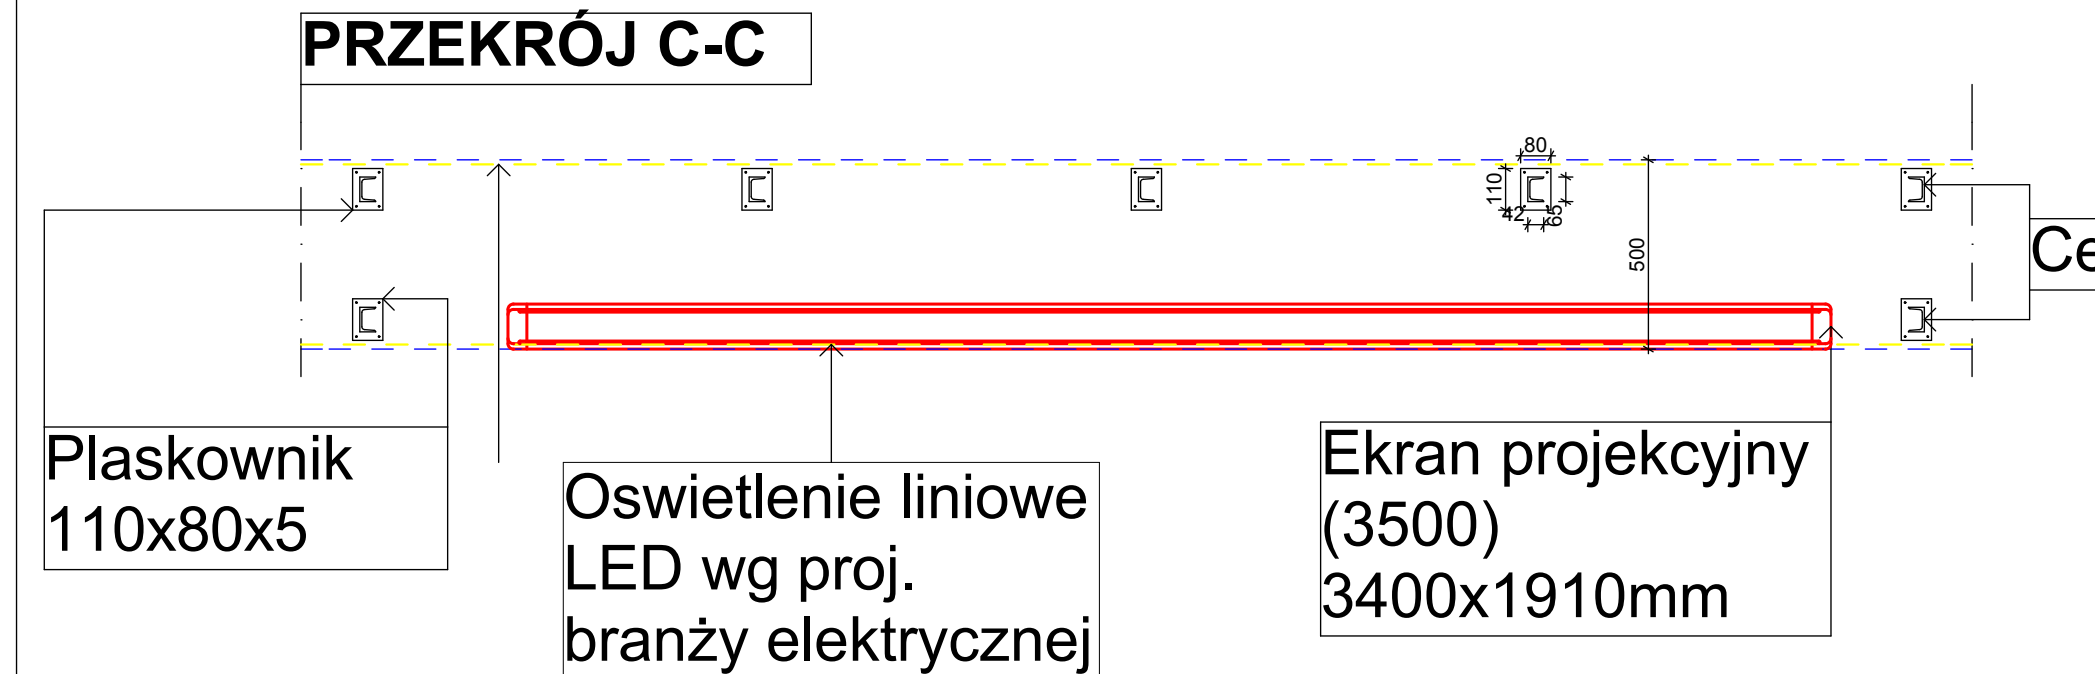 PRZEKRÓJ C-C
80
110
42
65
500
Ce
Plaskownik
110x80x5
Oswietlenie liniowe
LED wg proj.
branży elektrycznej
Ekran projekcyjny
(3500)
3400x1910mm